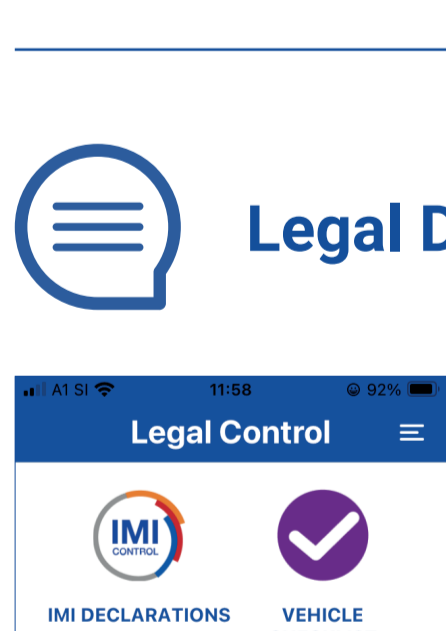 Legal D
A1 SI 11:58 92%
Legal Control
IMI
CONTROL
IMI DECLARATIONS VEHICLE